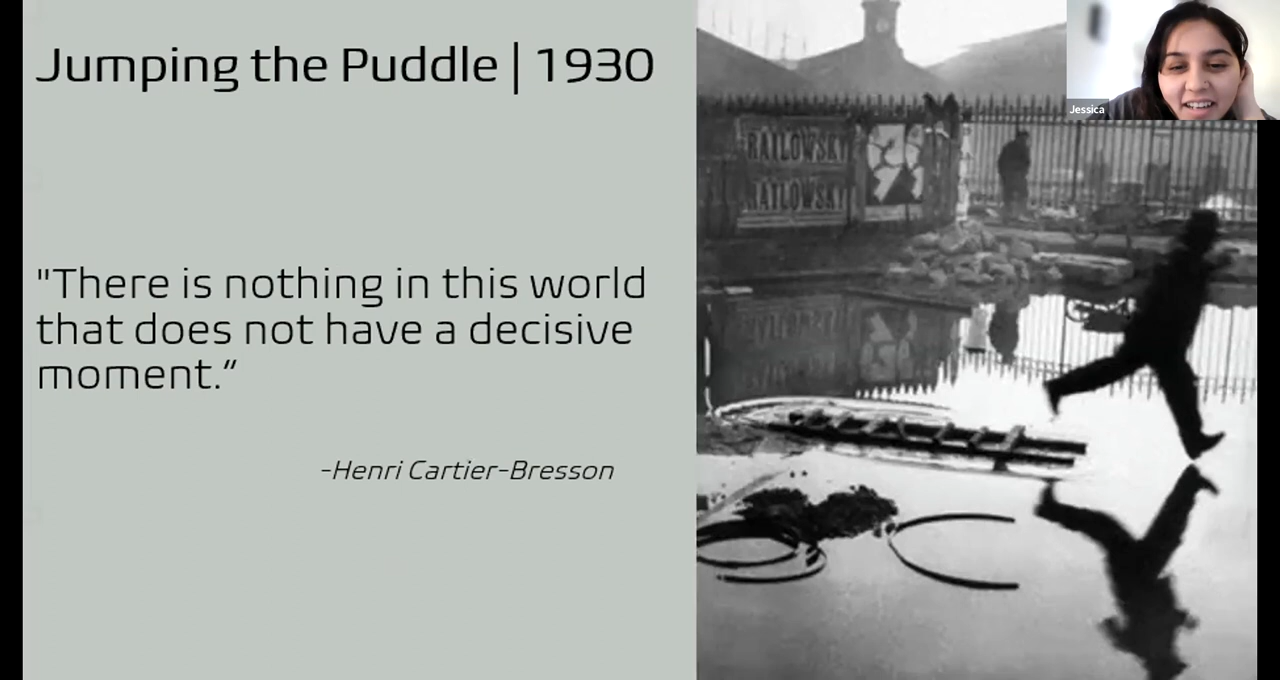 Jumping the Puddle | 1930
"There is nothing in this world
that does not have a decisive
moment.”
-Henri Cartier-Bresson
RAILOWSKY
RAILOWSKY
Jessica